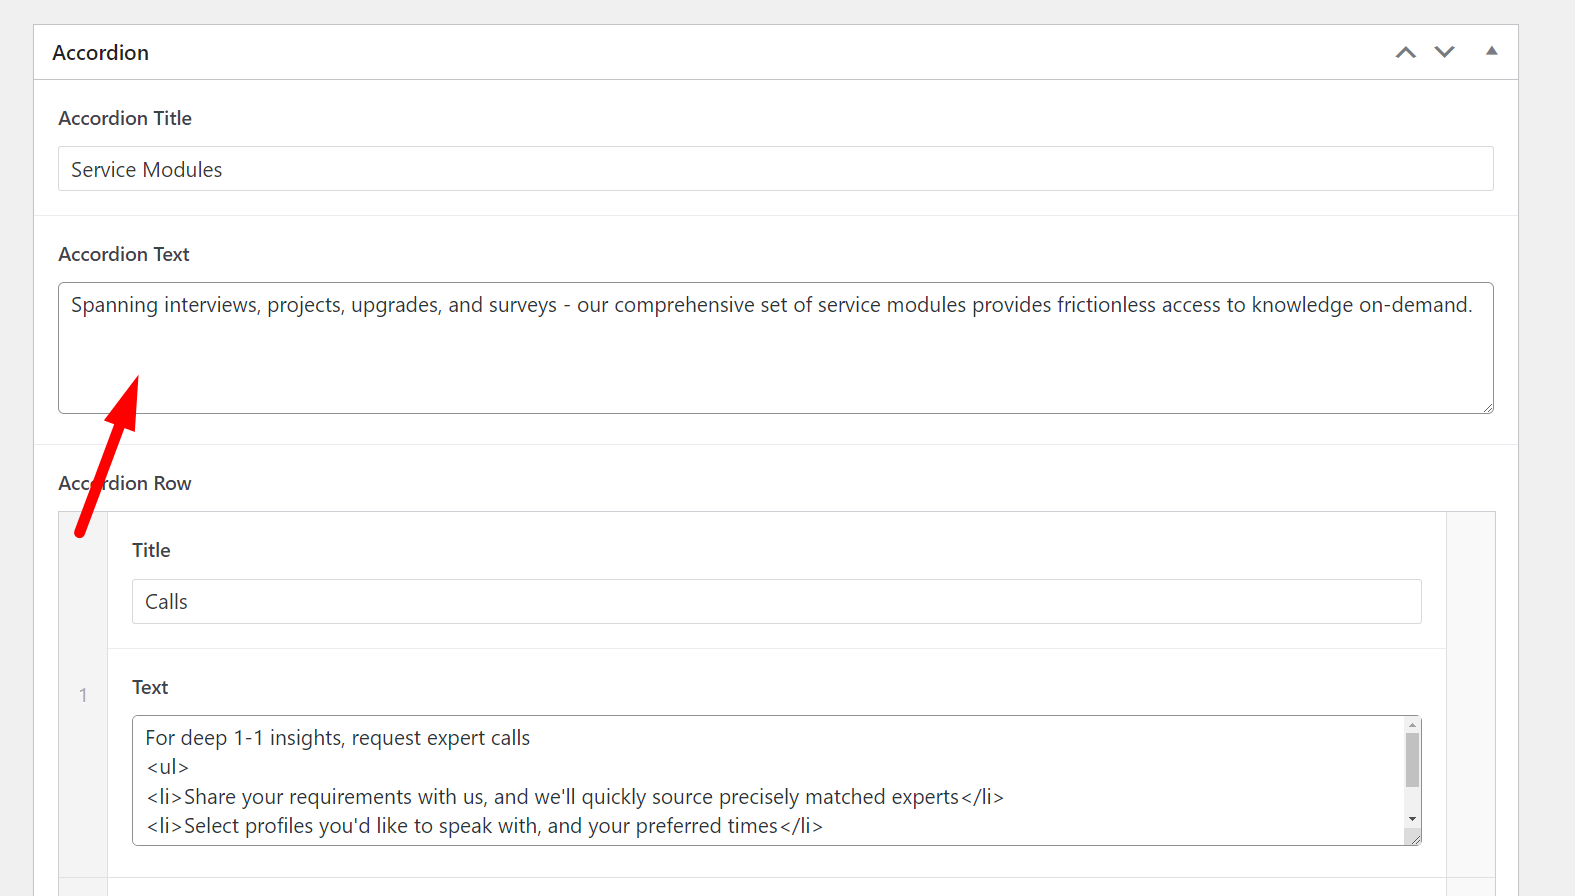 Accordion
Accordion Title
Service Modules
Accordion Text
Spanning interviews, projects, upgrades, and surveys - our comprehensive set of service modules provides frictionless access to knowledge on-demand.
Accordion Row
Title
Calls
1
Text
For deep 1-1 insights, request expert calls
<ul>
<li>Share your requirements with us, and we'll quickly source precisely matched experts</li>
<li>Select profiles you'd like to speak with, and your preferred times</li>